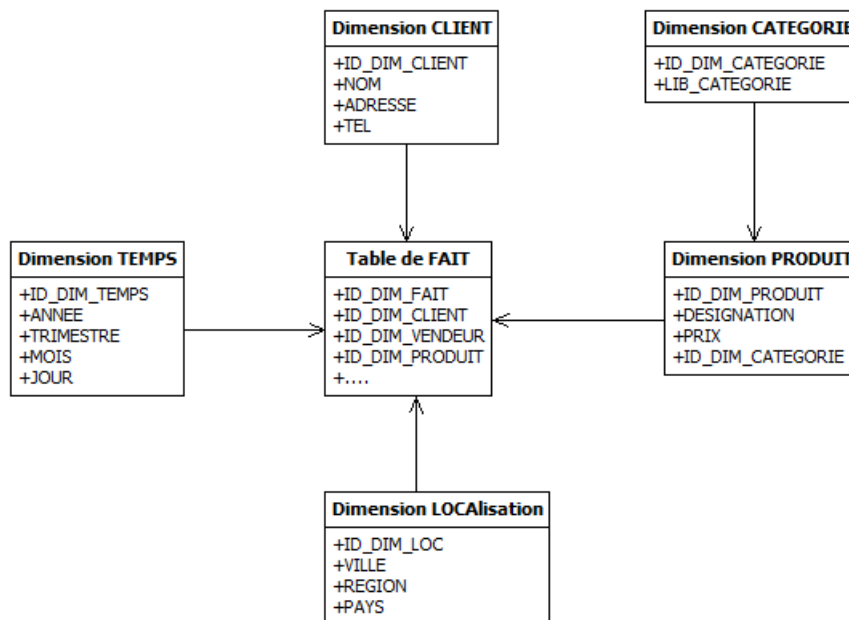 Dimension CLIENT
+ID_DIM_CLIENT
+NOM
+ADRESSE
+TEL
Dimension CATEGORIE
+ID_DIM_CATEGORIE
+LIB_CATEGORIE
Dimension TEMPS
+ID_DIM_TEMPS
+ANNEE
+TRIMESTRE
+MOIS
+JOUR
Table de FAIT
+ID_DIM_FAIT
+ID_DIM_CLIENT
+ID_DIM_VENDEUR
+ID_DIM_PRODUIT
+....
Dimension PRODUIT
+ID_DIM_PRODUIT
+DESIGNATION
+PRIX
+ID_DIM_CATEGORIE
Dimension LOCAlisation
+ID_DIM_LOC
+VILLE
+REGION
+PAYS